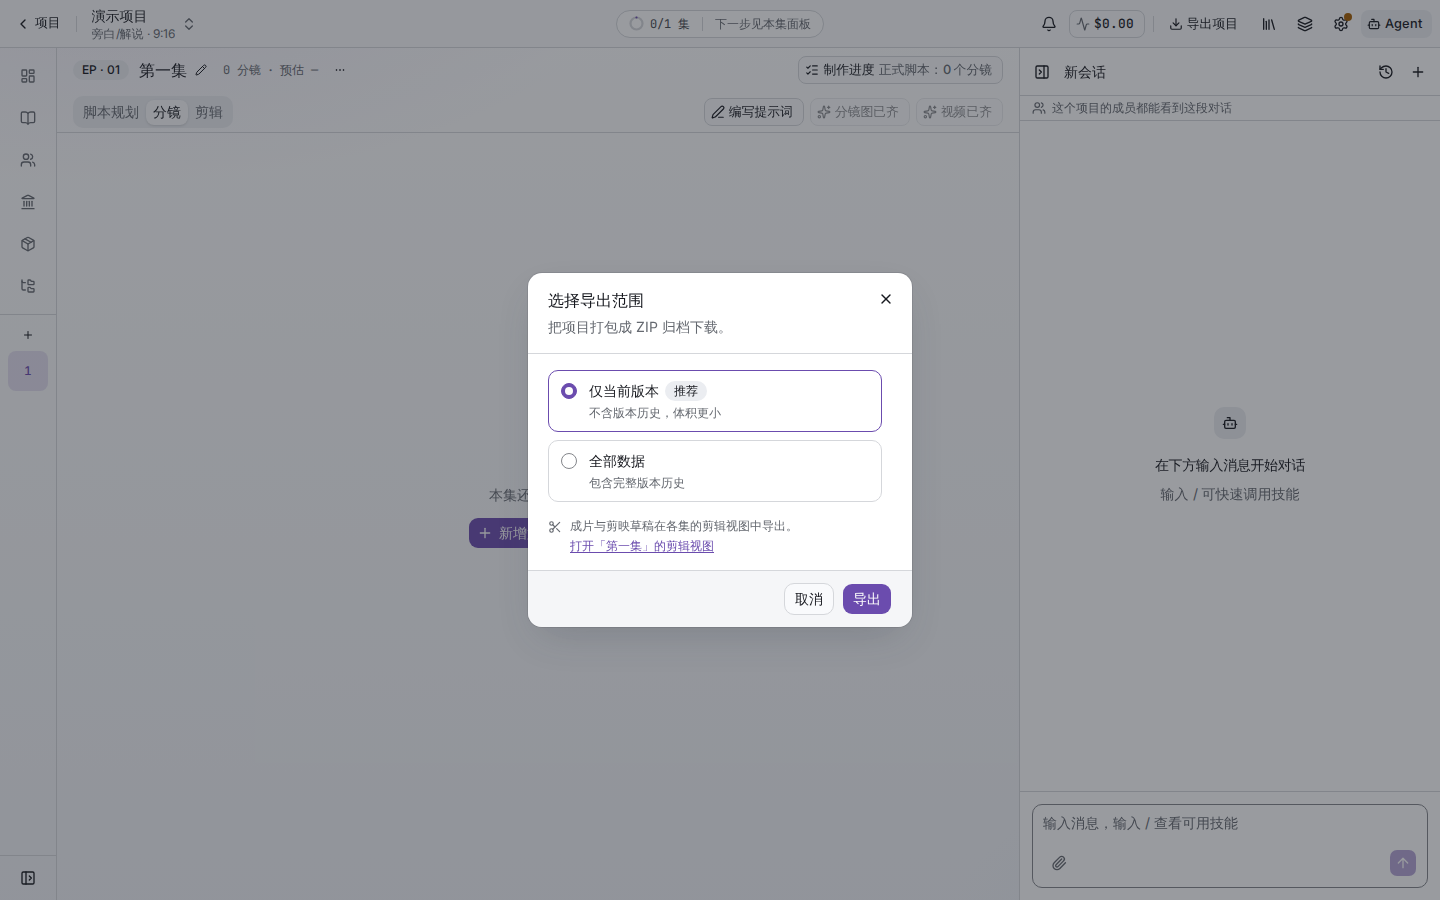 项目
演示项目
旁白/解说 · 9:16
0/1 集
下一步见本集面板
$0.00
导出项目
Agent
EP · 01
第一集
0 分镜 · 预估 —
制作进度 正式脚本：0 个分镜
新会话
脚本规划
分镜
剪辑
编写提示词
分镜图已齐
视频已齐
这个项目的成员都能看到这段对话
1
本集还
新增
选择导出范围
把项目打包成 ZIP 归档下载。
仅当前版本 推荐
不含版本历史，体积更小
全部数据
包含完整版本历史
成片与剪映草稿在各集的剪辑视图中导出。
打开「第一集」的剪辑视图
取消
导出
在下方输入消息开始对话
输入 / 可快速调用技能
输入消息，输入 / 查看可用技能